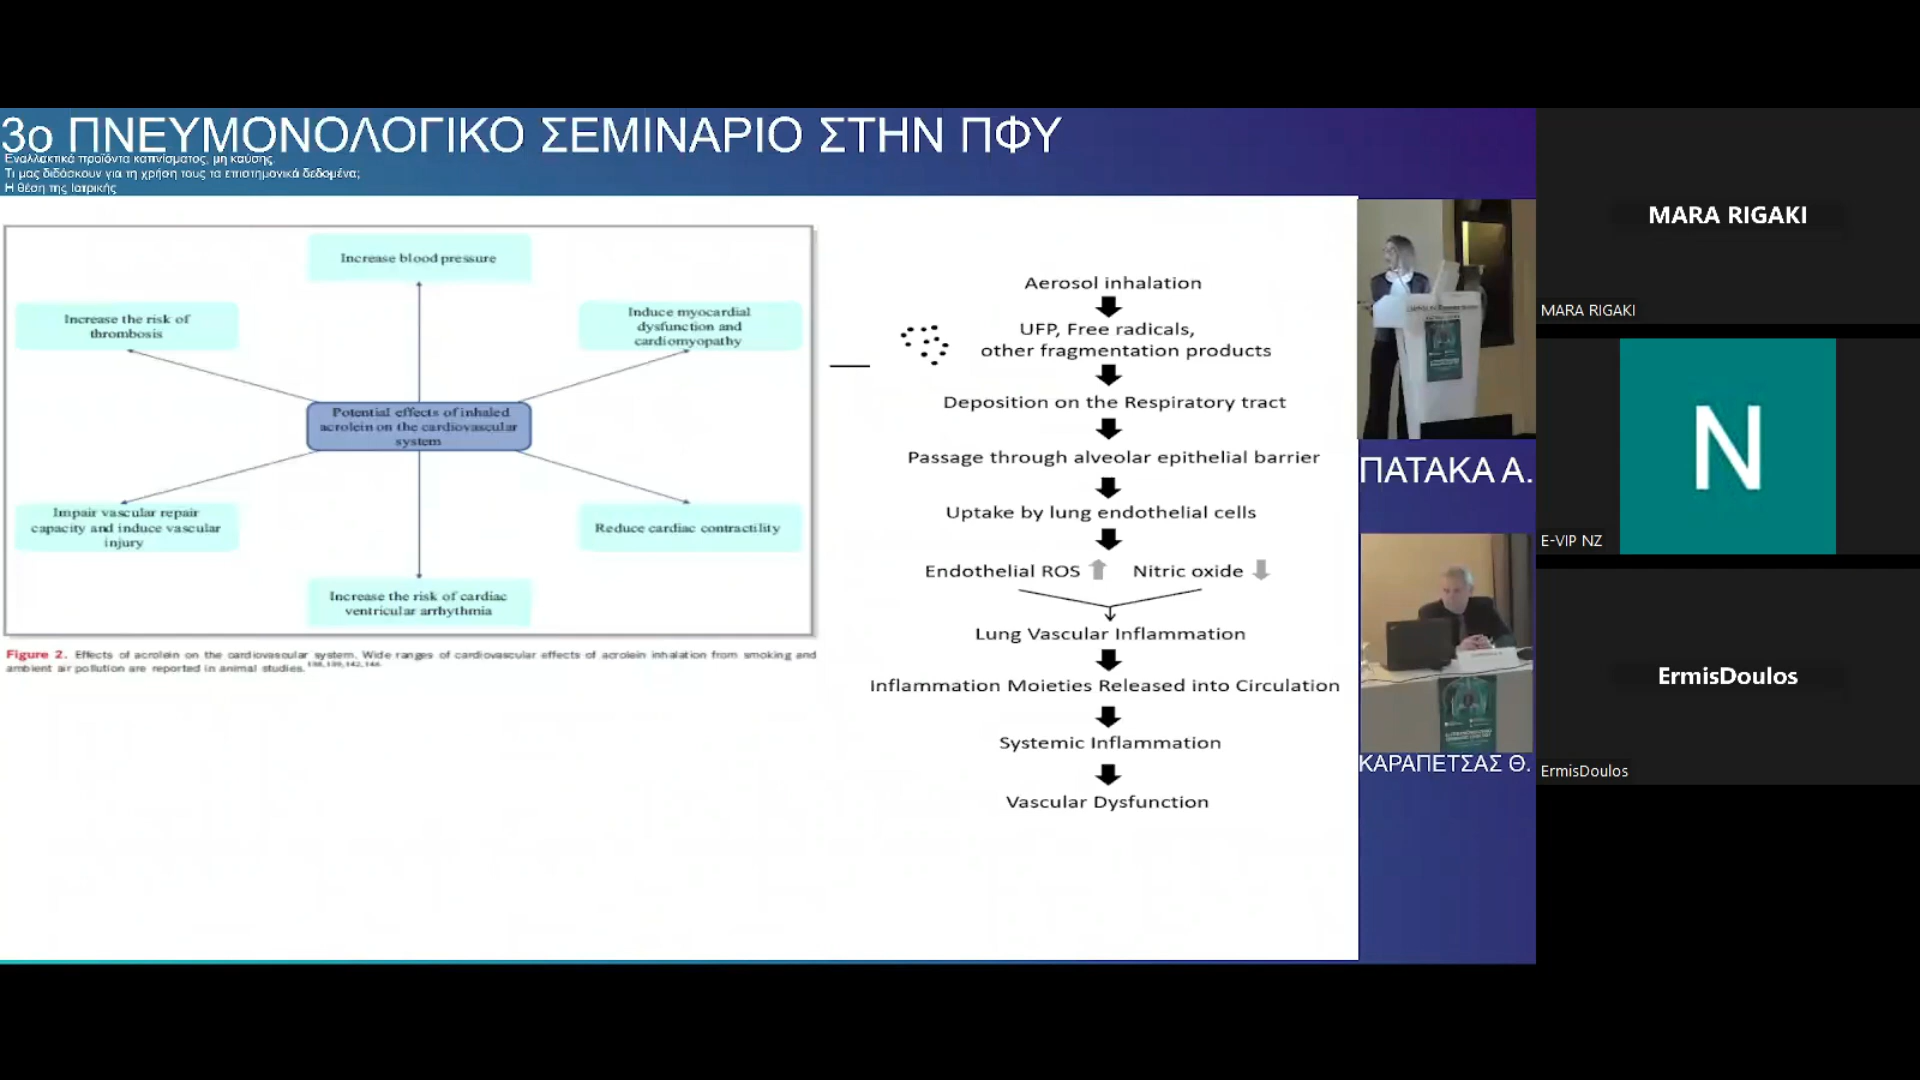 3ο ΠΝΕΥΜΟΝΟΛΟΓΙΚΟ ΣΕΜΙΝΑΡΙΟ ΣΤΗΝ ΠΦΥ
Εναλλακτικά προϊόντα καπνίσματος, μη καύσης.
Τι μας διδάσκουν για τη χρήση τους τα επιστημονικά δεδομένα;
Η θέση της Ιατρικής
Increase blood pressure
Increase the risk of
thrombosis
Induce myocardial
dysfunction and
cardiomyopathy
Potential effects of inhaled
acrolein on the cardiovascular
system
Impair vascular repair
capacity and induce vascular
injury
Reduce cardiac contractility
Increase the risk of cardiac
ventricular arrhythmia
Figure 2. Effects of acrolein on the cardiovascular system. Wide ranges of cardiovascular effects of acrolein inhalation from smoking and
ambient air pollution are reported in animal studies.
Aerosol inhalation
UFP, Free radicals,
other fragmentation products
Deposition on the Respiratory tract
Passage through alveolar epithelial barrier
Uptake by lung endothelial cells
Endothelial ROS Nitric oxide
Lung Vascular Inflammation
Inflammation Moieties Released into Circulation
Systemic Inflammation
Vascular Dysfunction
ΠΑΤΑΚΑ Α.
ΚΑΡΑΠΕΤΣΑΣ Θ.
MARA RIGAKI
MARA RIGAKI
N
E-VIP NZ
ErmisDoulos
ErmisDoulos